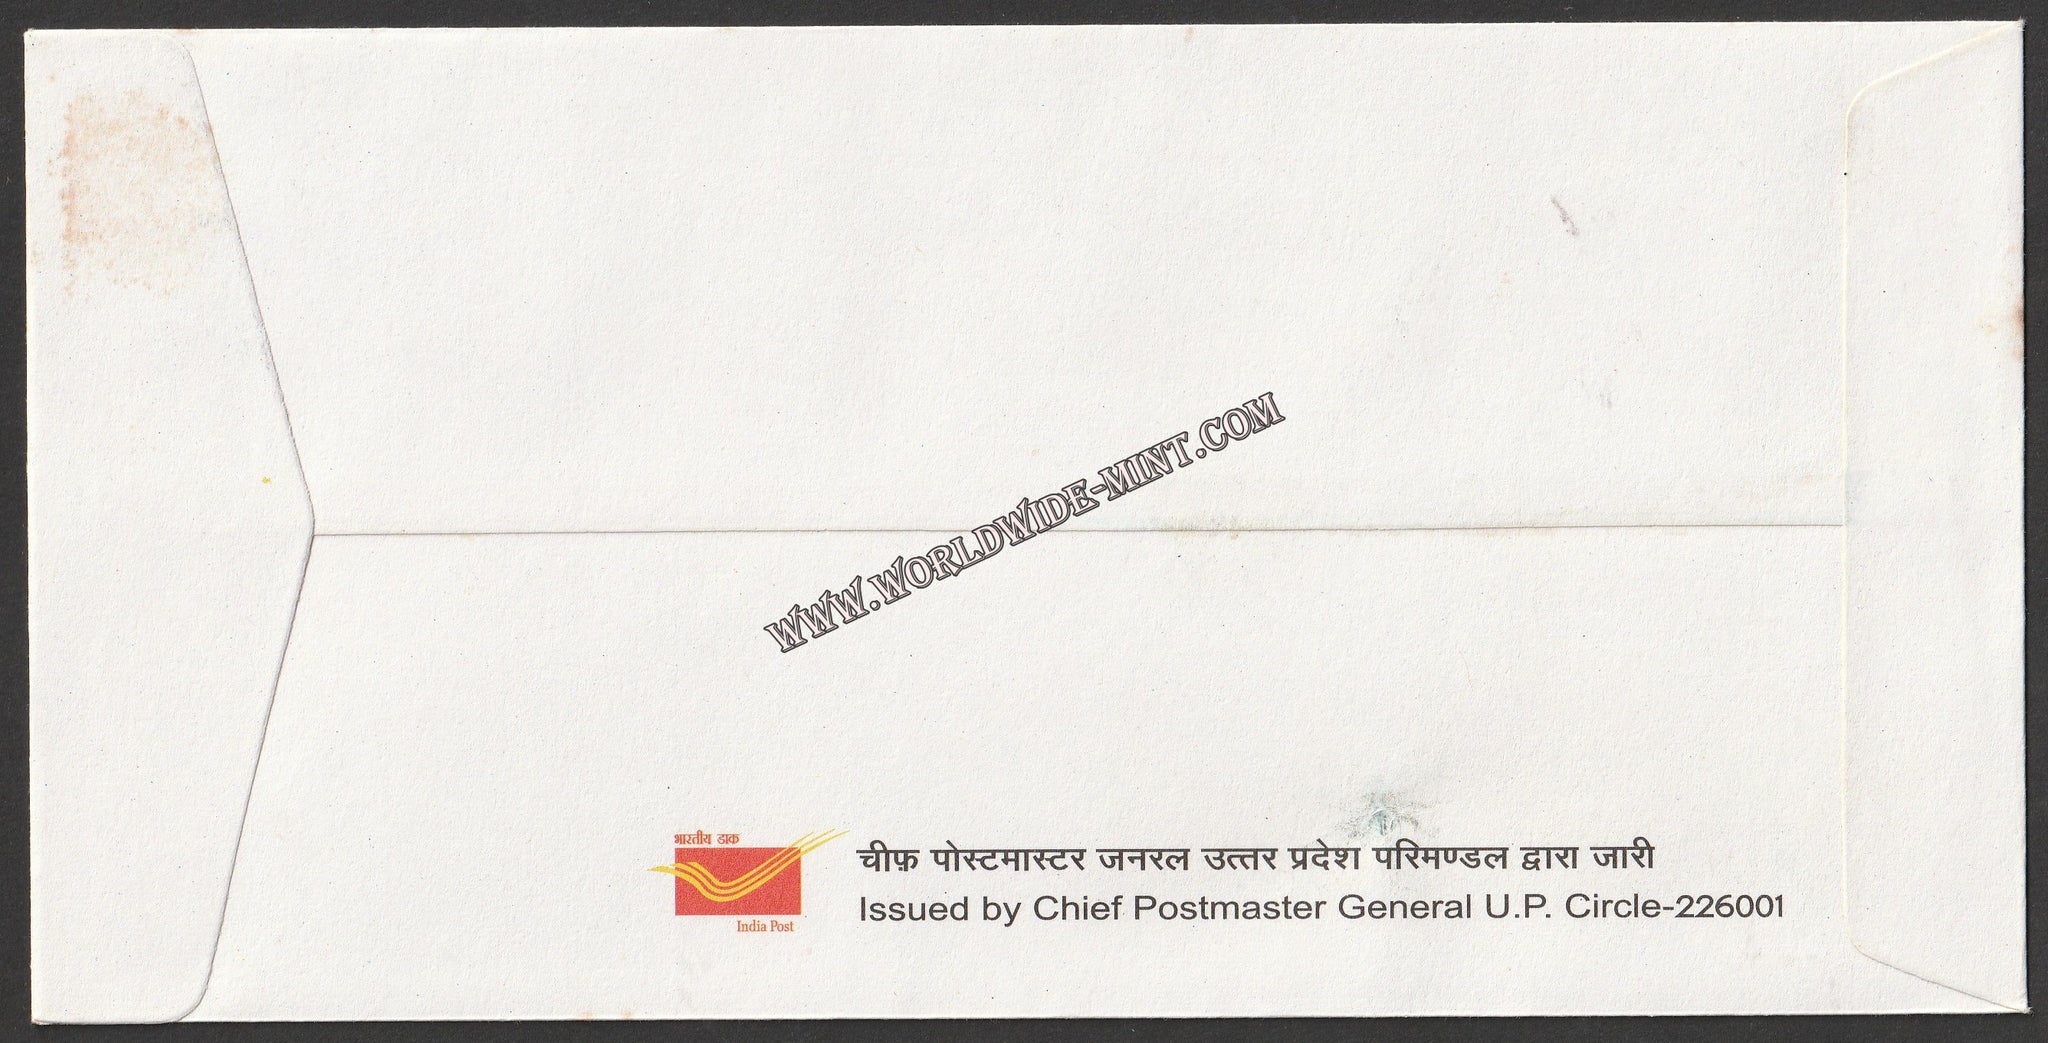 WWW.WORLDWIDE-MINT.COM
भारतीय डाक
India Post
चीफ़ पोस्टमास्टर जनरल उत्तर प्रदेश परिमण्डल द्वारा जारी
Issued by Chief Postmaster General U.P. Circle-226001